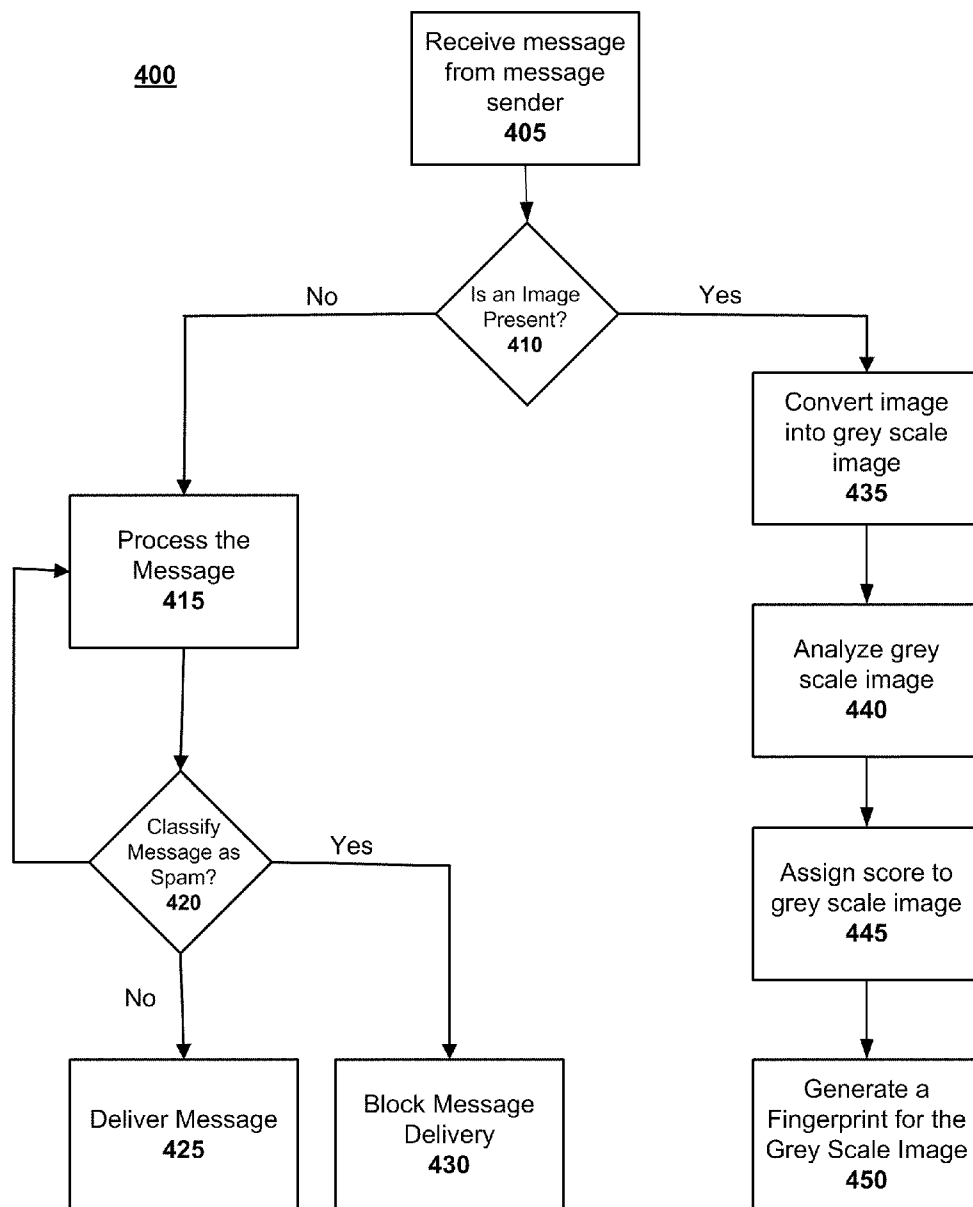 400
Receive message
from message
sender
405
Is an Image
Present?
410
No
Yes
Convert image
into grey scale
image
435
Process the
Message
415
Analyze grey
scale image
440
Classify
Message as
Spam?
420
Yes
No
Assign score to
grey scale image
445
Deliver Message
425
Block Message
Delivery
430
Generate a
Fingerprint for the
Grey Scale Image
450